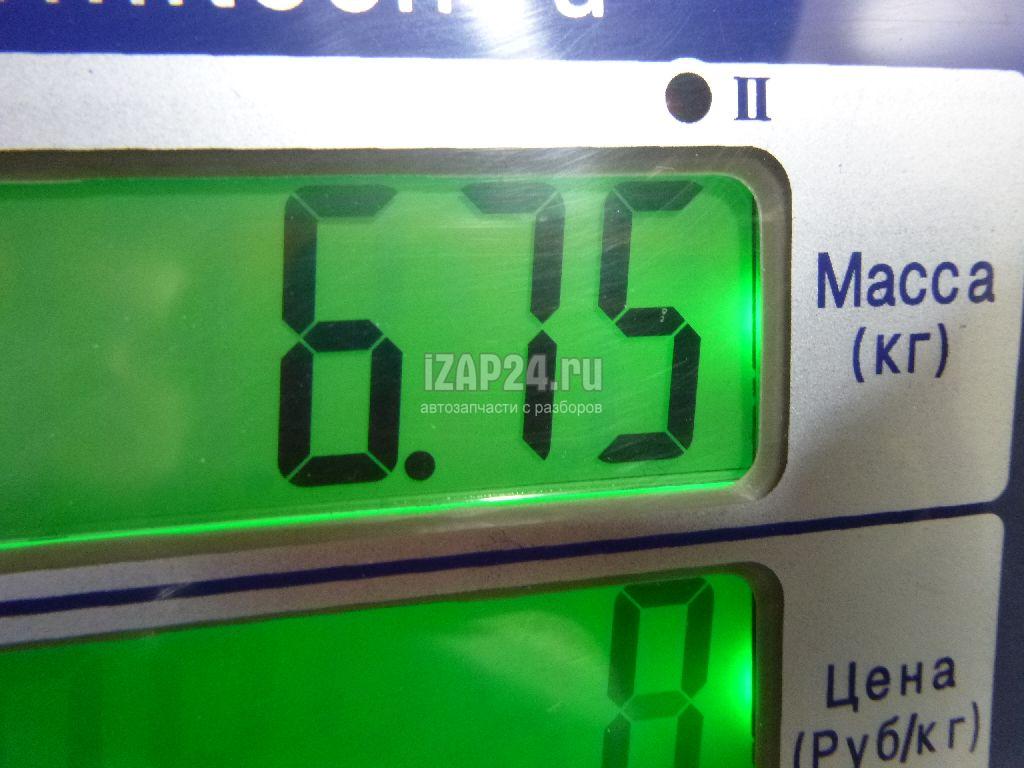 II
6.75
Масса
(кг)
iZAP24.ru
автозапчасти с разборов
Цена
(Руб/кг)